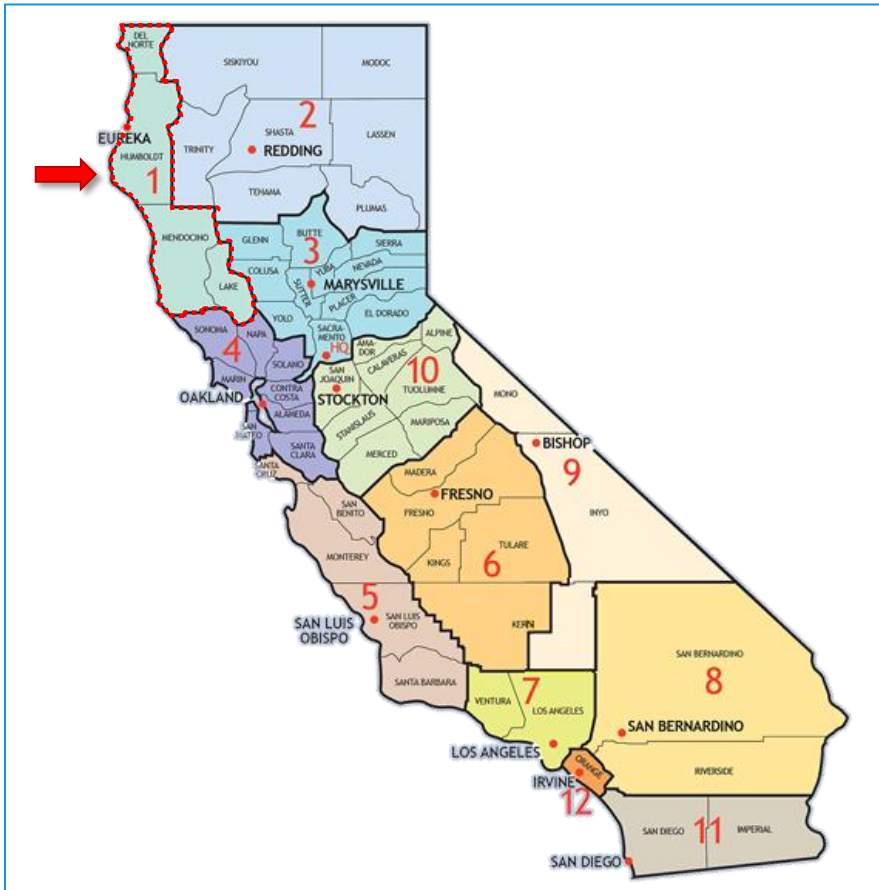 DEL
NORTE
SISKIYOU
MODOC
EUREKA
HUMBOLDT
1
TRINITY
SHASTA
2
REDDING
LASSEN
TEHAMA
PLUMAS
MENDOCINO
LAKE
GLENN
BUTTE
3
SIERRA
COLUSA
YUBA
NEVADA
SUTTER
MARYSVILLE
PLACER
YOLO
EL DORADO
SACRA-
MENTO
HQ
SONOMA
NAPA
4
SOLANO
MARIN
OAKLAND
CONTRA
COSTA
ALAMEDA
SAN
MATEO
SANTA
CLARA
SANTA
CRUZ
ALPINE
AMA-
DOR
CALAVERAS
10
SAN
JOAQUIN
TUOLUMNE
STOCKTON
STANISLAUS
MARIPOSA
MERCED
MONO
BISHOP
9
INYO
MADERA
FRESNO
FRESNO
TULARE
KINGS
6
KERN
SAN
BENITO
MONTEREY
5
SAN LUIS
OBISPO
SAN LUIS
OBISPO
SANTA BARBARA
VENTURA
7
LOS ANGELES
LOS ANGELES
SAN BERNARDINO
8
SAN BERNARDINO
RIVERSIDE
ORANGE
IRVINE
12
SAN DIEGO
11
IMPERIAL
SAN DIEGO